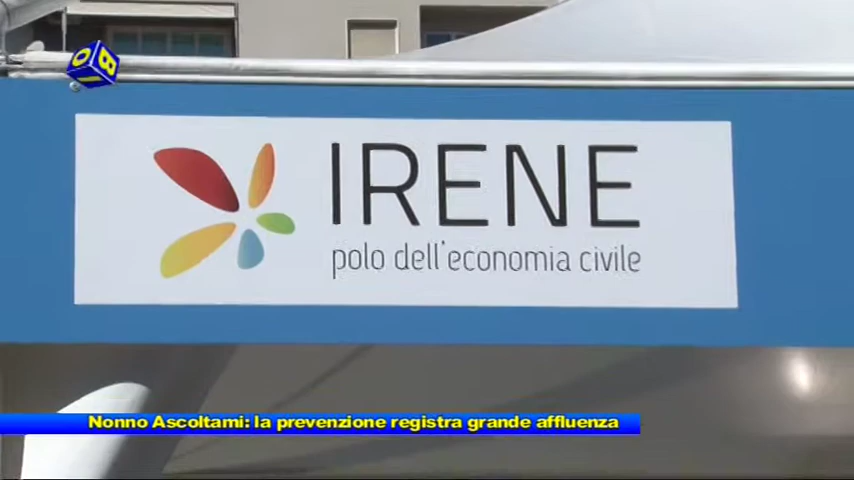 IRENE
polo dell'economia civile
Nonno Ascoltami: la prevenzione registra grande affluenza